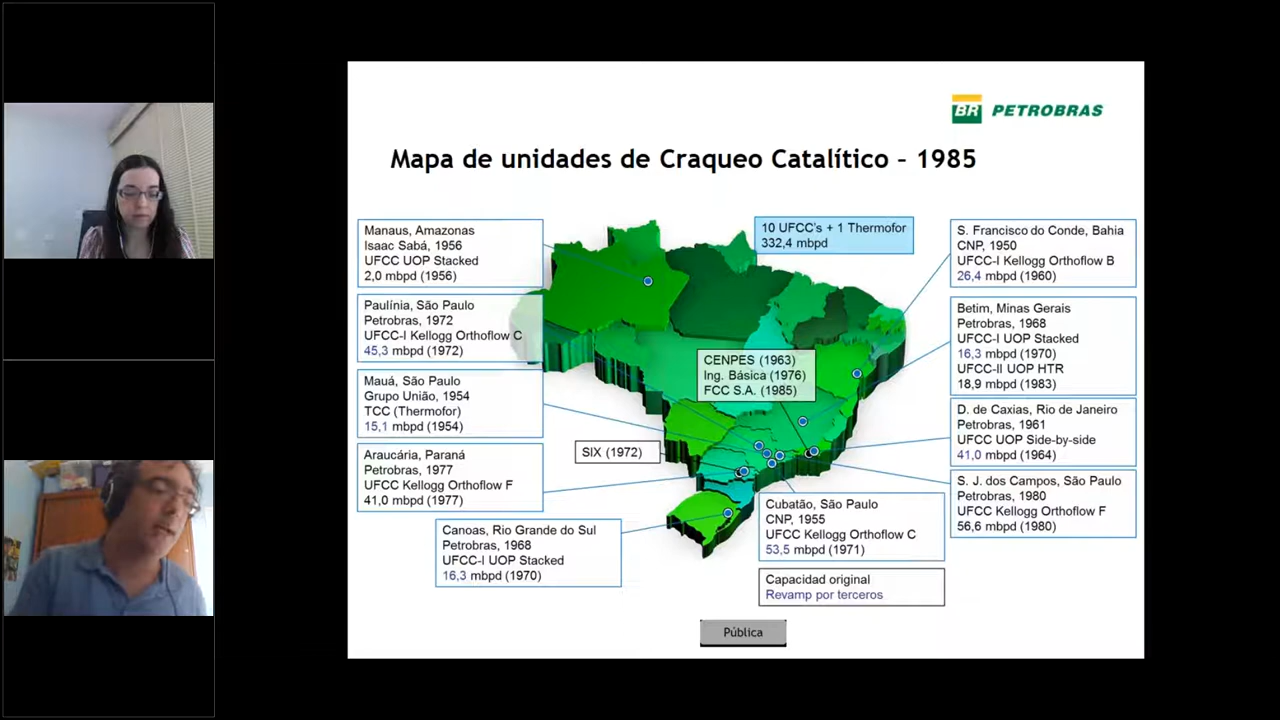 BR PETROBRAS
Mapa de unidades de Craqueo Catalítico – 1985
Manaus, Amazonas
Isaac Sabá, 1956
UFCC UOP Stacked
2,0 mbpd (1956)
Paulínia, São Paulo
Petrobras, 1972
UFCC-I Kellogg Orthoflow C
45,3 mbpd (1972)
Mauá, São Paulo
Grupo União, 1954
TCC (Thermofor)
15,1 mbpd (1954)
Araucária, Paraná
Petrobras, 1977
UFCC Kellogg Orthoflow F
41,0 mbpd (1977)
Canoas, Rio Grande do Sul
Petrobras, 1968
UFCC-I UOP Stacked
16,3 mbpd (1970)
SIX (1972)
10 UFCC's + 1 Thermofor
332,4 mbpd
CENPES (1963)
Ing. Básica (1976)
FCC S.A. (1985)
S. Francisco do Conde, Bahia
CNP, 1950
UFCC-I Kellogg Orthoflow B
26,4 mbpd (1960)
Betim, Minas Gerais
Petrobras, 1968
UFCC-I UOP Stacked
16,3 mbpd (1970)
UFCC-II UOP HTR
18,9 mbpd (1983)
D. de Caxias, Rio de Janeiro
Petrobras, 1961
UFCC UOP Side-by-side
41,0 mbpd (1964)
S. J. dos Campos, São Paulo
Petrobras, 1980
UFCC Kellogg Orthoflow F
56,6 mbpd (1980)
Cubatão, São Paulo
CNP, 1955
UFCC Kellogg Orthoflow C
53,5 mbpd (1971)
Capacidad original
Revamp por terceros
Pública